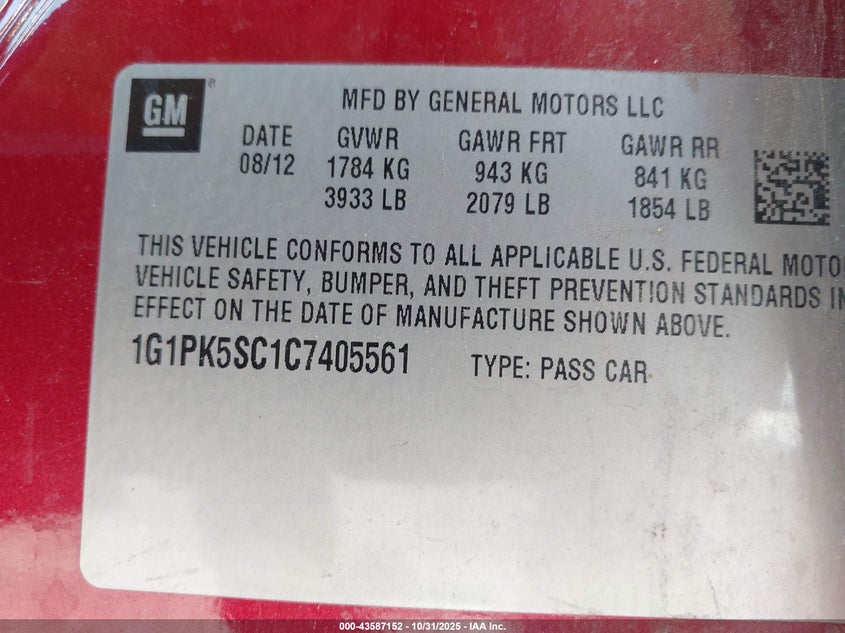 GM ®
MFD BY GENERAL MOTORS LLC
DATE GVWR GAWR FRT GAWR RR
08/12 1784 KG 943 KG 841 KG
3933 LB 2079 LB 1854 LB
THIS VEHICLE CONFORMS TO ALL APPLICABLE U.S. FEDERAL MOTO
VEHICLE SAFETY, BUMPER, AND THEFT PREVENTION STANDARDS IN
EFFECT ON THE DATE OF MANUFACTURE SHOWN ABOVE.
1G1PK5SC1C7405561 TYPE: PASS CAR
000-43587152 - 10/31/2025 - IAA Inc.